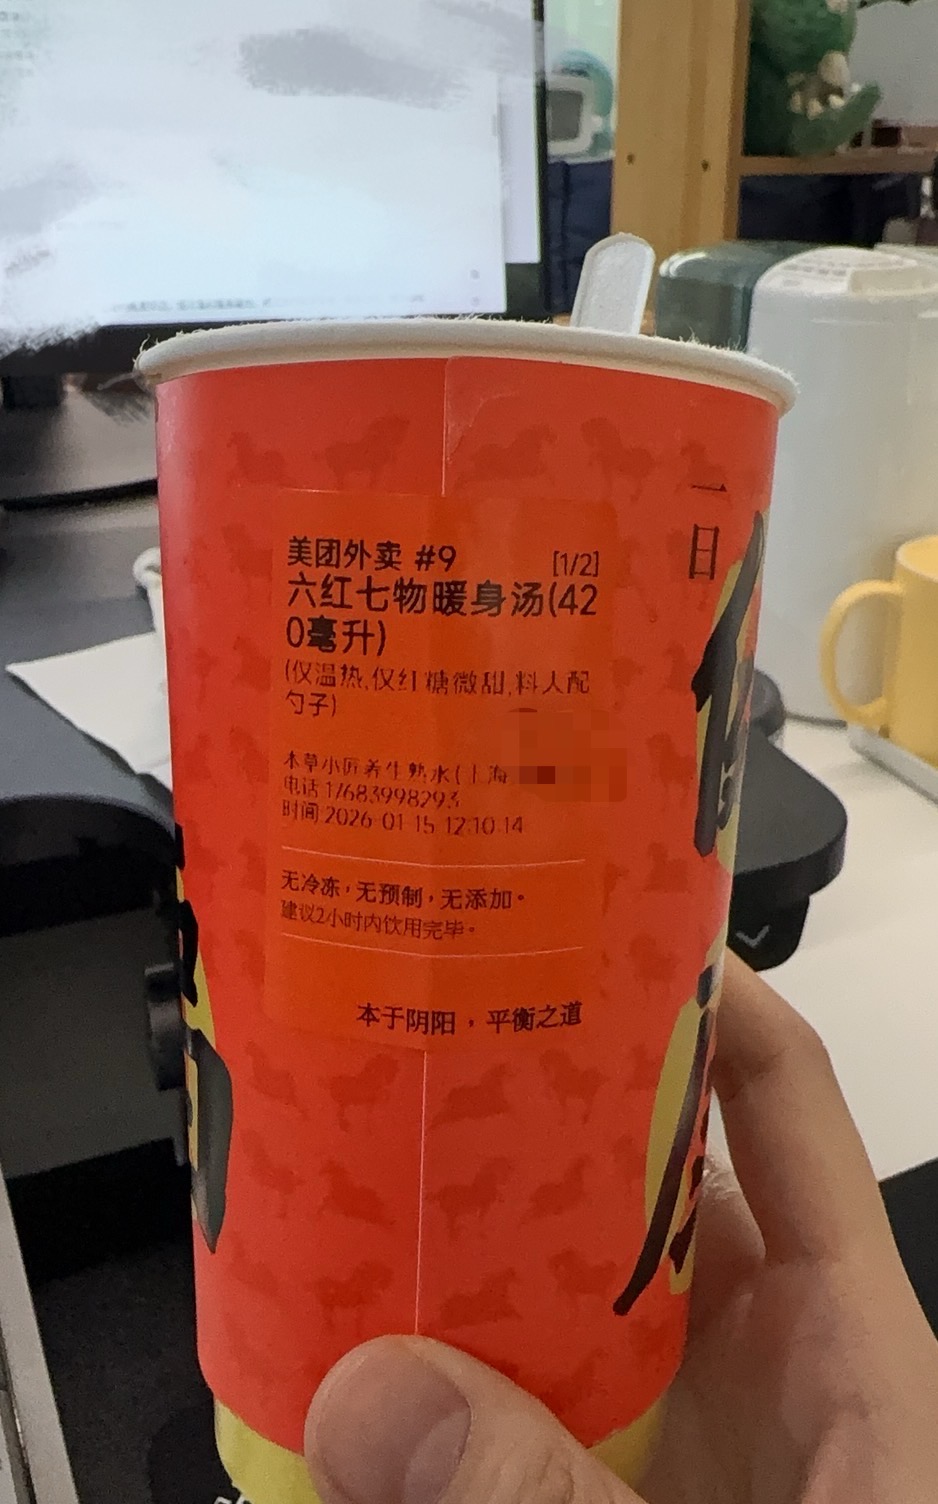 美团外卖 #9 [1/2]
六红七物暖身汤(42
0毫升)
(仅温热,仅红糖微甜,料人配
勺子)
本草小匠养生熟水(上海
电话 17683998293
时间:2026-01-15 12:10:14
无冷冻,无预制,无添加。
建议2小时内饮用完毕。
本于阴阳,平衡之道
一日